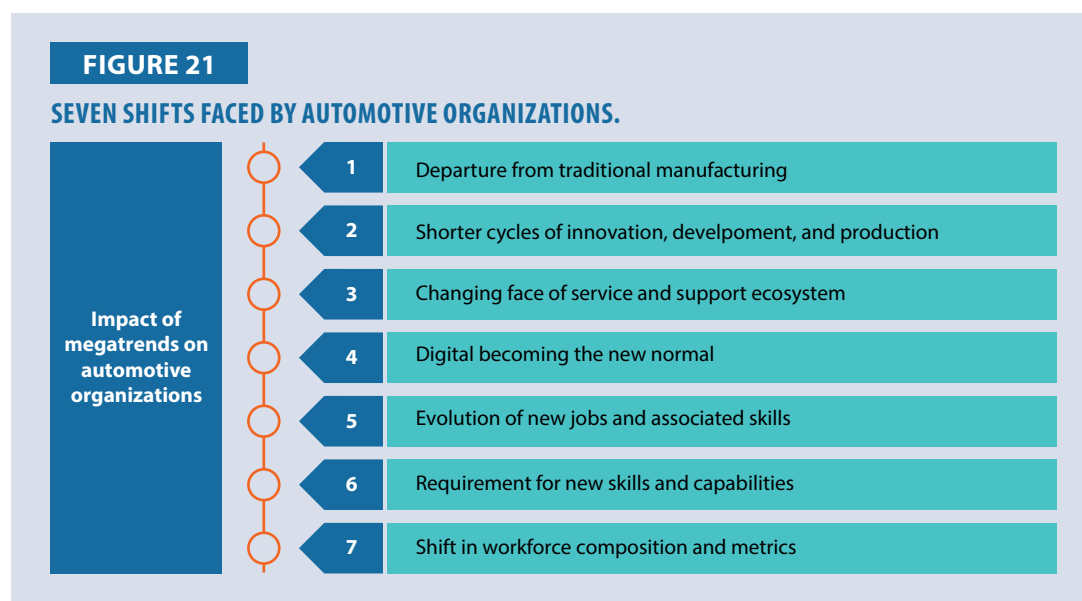 FIGURE 21
SEVEN SHIFTS FACED BY AUTOMOTIVE ORGANIZATIONS.
Impact of
megatrends on
automotive
organizations
1 Departure from traditional manufacturing
2 Shorter cycles of innovation, develpoment, and production
3 Changing face of service and support ecosystem
4 Digital becoming the new normal
5 Evolution of new jobs and associated skills
6 Requirement for new skills and capabilities
7 Shift in workforce composition and metrics